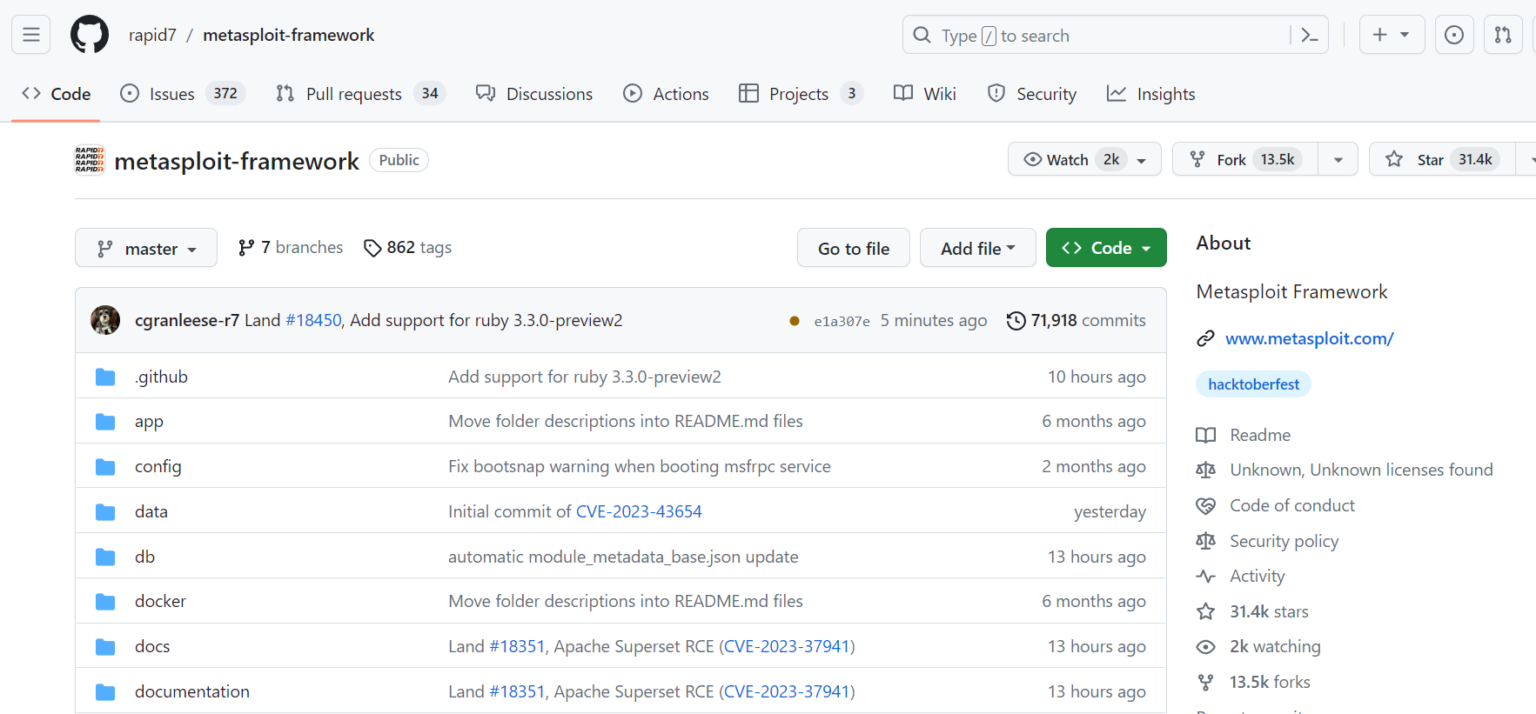 rapid7 / metasploit-framework
Type / to search
Code Issues 372 Pull requests 34 Discussions Actions Projects 3 Wiki Security Insights
RAPID7
RAPID7
RAPID7
RAPID7
metasploit-framework Public Watch 2k Fork 13.5k Star 31.4k
master 7 branches 862 tags Go to file Add file Code
About
Metasploit Framework
cgranleese-r7 Land #18450, Add support for ruby 3.3.0-preview2 e1a307e 5 minutes ago 71,918 commits
www.metasploit.com/
.github Add support for ruby 3.3.0-preview2 10 hours ago
hacktoberfest
app Move folder descriptions into README.md files 6 months ago
Readme
config Fix bootsnap warning when booting msfrpc service 2 months ago
Unknown, Unknown licenses found
data Initial commit of CVE-2023-43654 yesterday
Code of conduct
db automatic module_metadata_base.json update 13 hours ago
Security policy
Activity
docker Move folder descriptions into README.md files 6 months ago
31.4k stars
docs Land #18351, Apache Superset RCE (CVE-2023-37941) 13 hours ago
2k watching
documentation Land #18351, Apache Superset RCE (CVE-2023-37941) 13 hours ago
13.5k forks